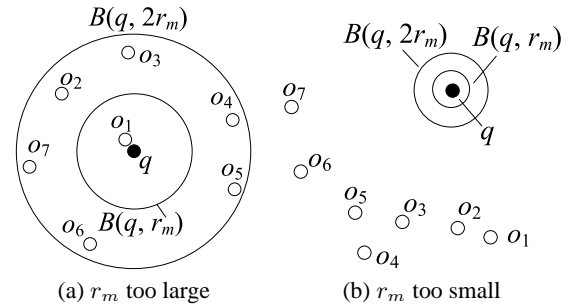 B(q, 2r_m)
o_3
o_2
o_4
o_1
q
o_7
o_5
B(q, r_m)
o_6
(a) r_m too large
B(q, 2r_m)
B(q, r_m)
q
o_7
o_6
o_5
o_3
o_2
o_1
o_4
(b) r_m too small